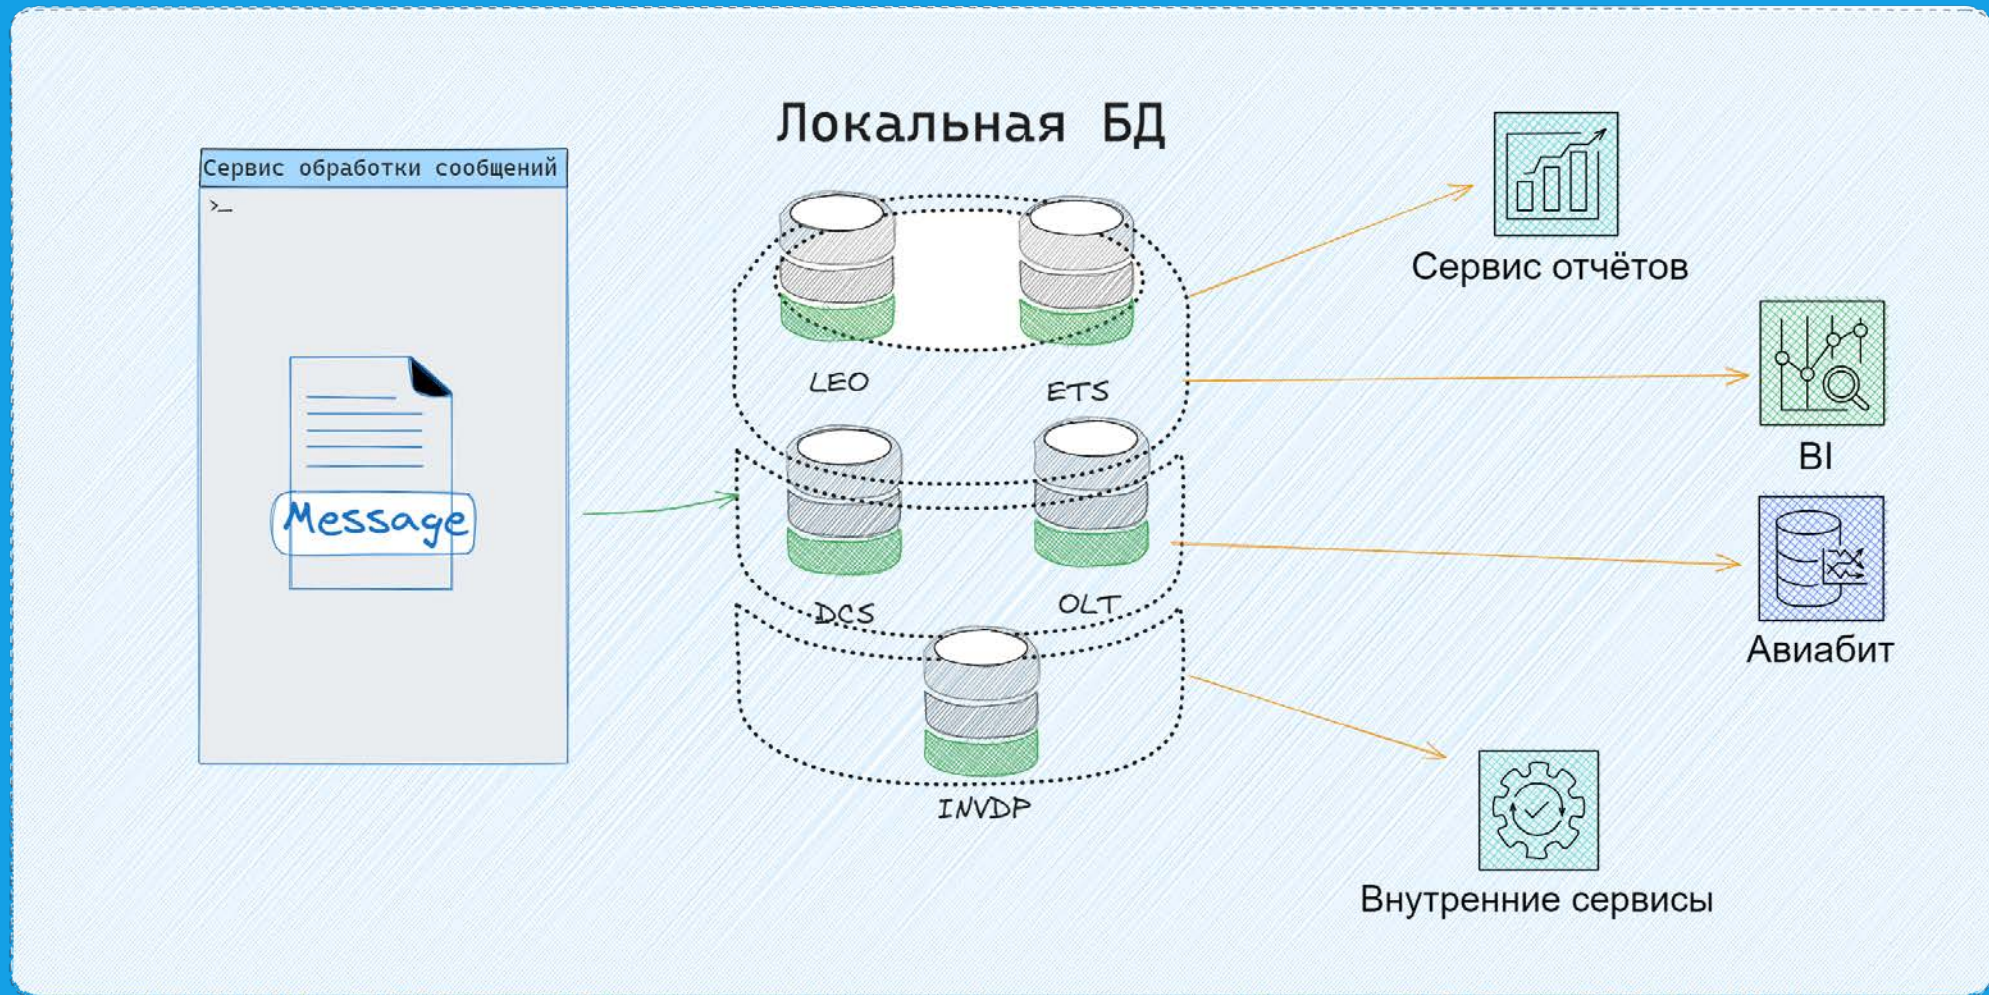 Локальная БД
Сервис обработки сообщений
>_
Message
LEO
ETS
DCS
OLT
INVDP
Сервис отчётов
BI
Авиабит
Внутренние сервисы